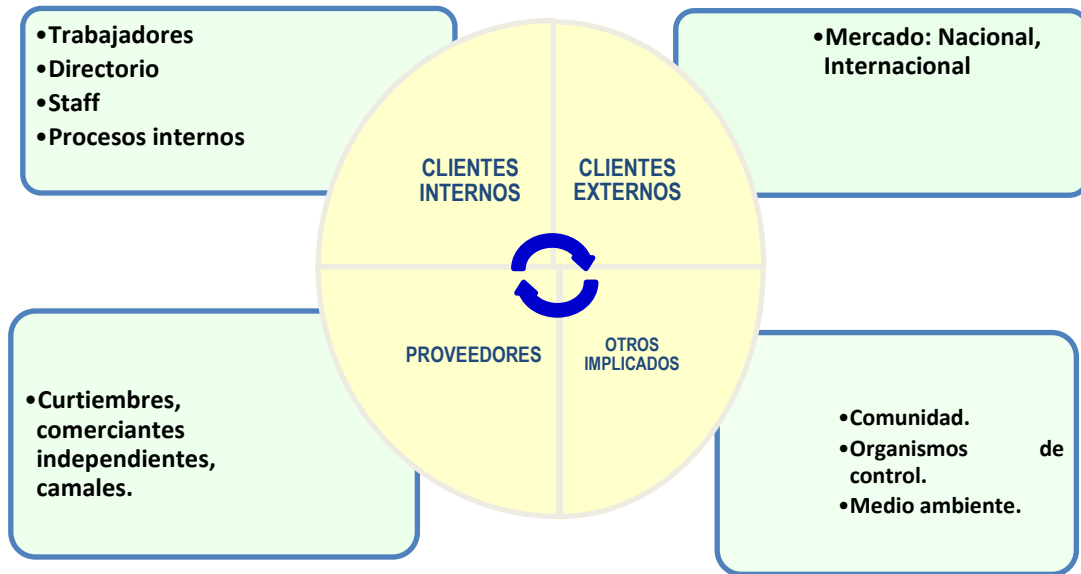 •Trabajadores
•Directorio
•Staff
•Procesos internos
•Mercado: Nacional,
Internacional
CLIENTES
INTERNOS
CLIENTES
EXTERNOS
PROVEEDORES
OTROS
IMPLICADOS
•Curtiembres,
comerciantes
independientes,
camales.
•Comunidad.
•Organismos de
control.
•Medio ambiente.